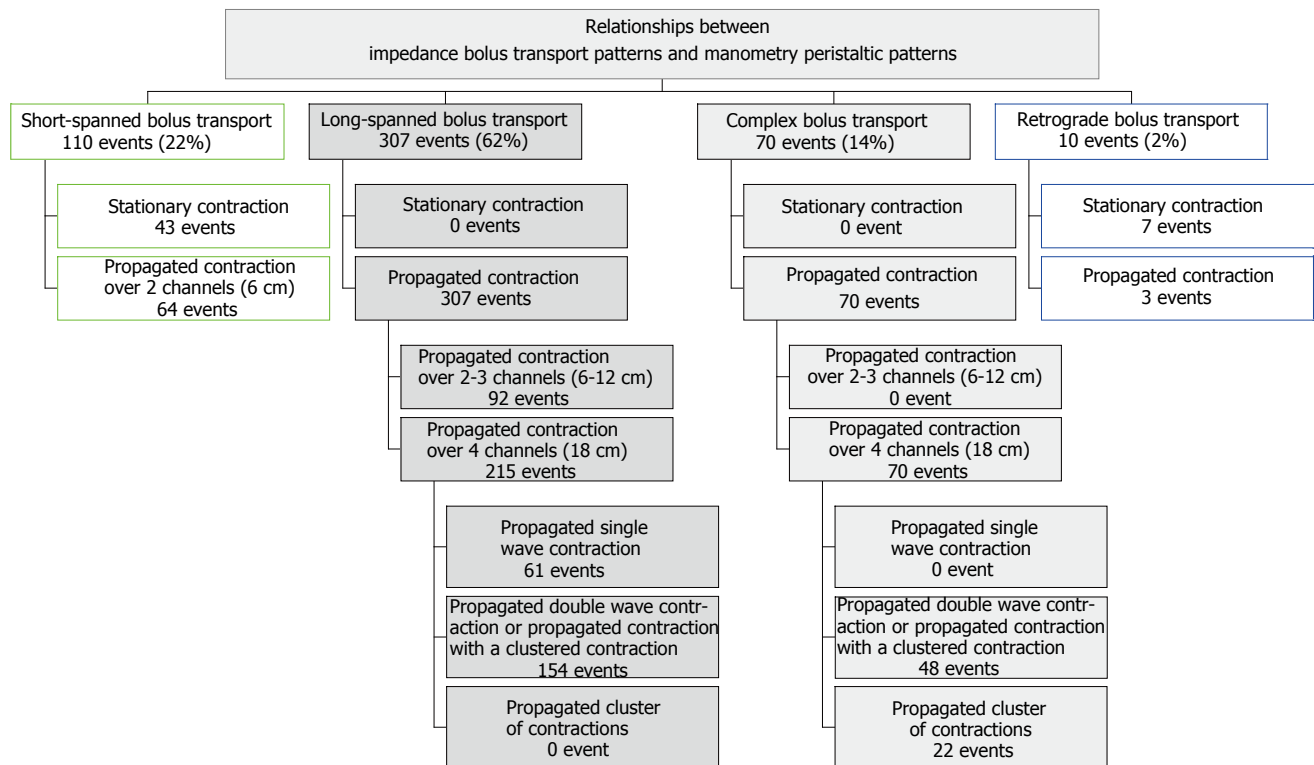 Relationships between
impedance bolus transport patterns and manometry peristaltic patterns
Short-spanned bolus transport
110 events (22%)
Stationary contraction
43 events
Propagated contraction
over 2 channels (6 cm)
64 events
Long-spanned bolus transport
307 events (62%)
Stationary contraction
0 events
Propagated contraction
307 events
Propagated contraction
over 2-3 channels (6-12 cm)
92 events
Propagated contraction
over 4 channels (18 cm)
215 events
Propagated single
wave contraction
61 events
Propagated double wave contr-
action or propagated contraction
with a clustered contraction
154 events
Propagated cluster
of contractions
0 event
Complex bolus transport
70 events (14%)
Stationary contraction
0 event
Propagated contraction
70 events
Propagated contraction
over 2-3 channels (6-12 cm)
0 event
Propagated contraction
over 4 channels (18 cm)
70 events
Propagated single
wave contraction
0 event
Propagated double wave contr-
action or propagated contraction
with a clustered contraction
48 events
Propagated cluster
of contractions
22 events
Retrograde bolus transport
10 events (2%)
Stationary contraction
7 events
Propagated contraction
3 events